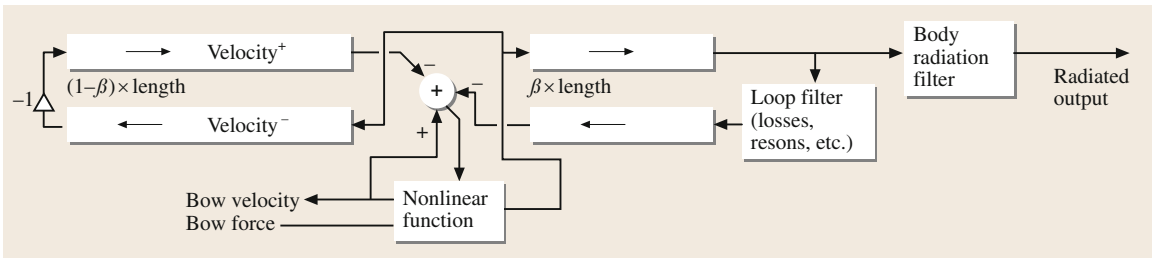 Velocity+
(1–β)×length
–1
Velocity–
–
+
–
+
β×length
Body
radiation
filter
Radiated
output
Loop filter
(losses,
resons, etc.)
Bow velocity
Bow force
Nonlinear
function